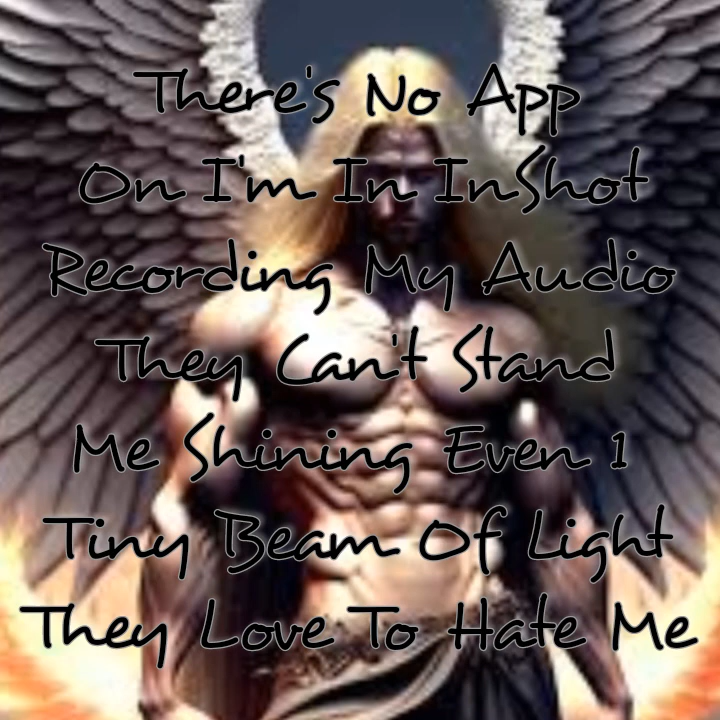 There's No App
On I'm In InShot
Recording My Audio
They Can't Stand
Me Shining Even 1
Tiny Beam Of Light
They Love To Hate Me